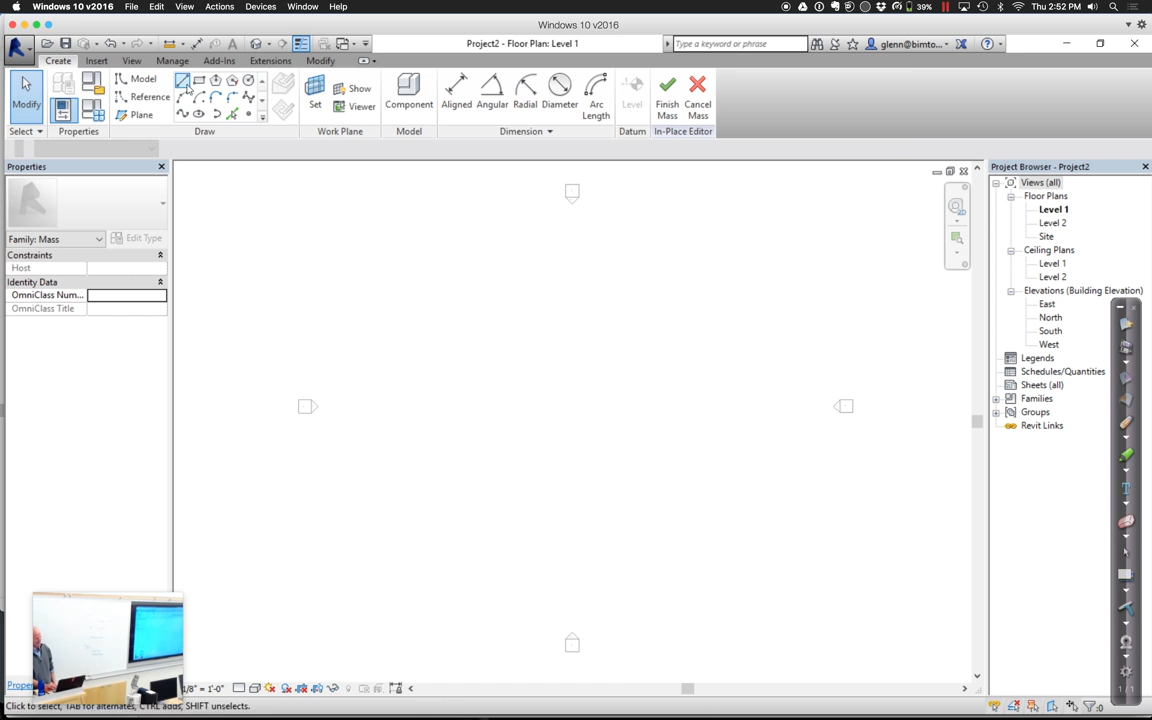 Windows 10 v2016 File Edit View Actions Devices Window Help 39% Thu 2:52 PM
Windows 10 v2016
Project2 - Floor Plan: Level 1 Type a keyword or phrase glenn@bimto...
Create Insert View Manage Add-Ins Extensions Modify
Modify
Model
Reference
Plane
Set
Show
Viewer
Component
Aligned
Angular
Radial
Diameter
Arc
Length
Level
Finish
Mass
Cancel
Mass
Select Properties Draw Work Plane Model Dimension Datum In-Place Editor
Properties
Family: Mass Edit Type
Constraints
Host
Identity Data
OmniClass Num...
OmniClass Title
2D
Project Browser - Project2
Views (all)
Floor Plans
Level 1
Level 2
Site
Ceiling Plans
Level 1
Level 2
Elevations (Building Elevation)
East
North
South
West
Legends
Schedules/Quantities
Sheets (all)
Families
Groups
Revit Links
T
1 / 1
Proper
1/8" = 1'-0"
Click to select, TAB for alternates, CTRL adds, SHIFT unselects.
:0